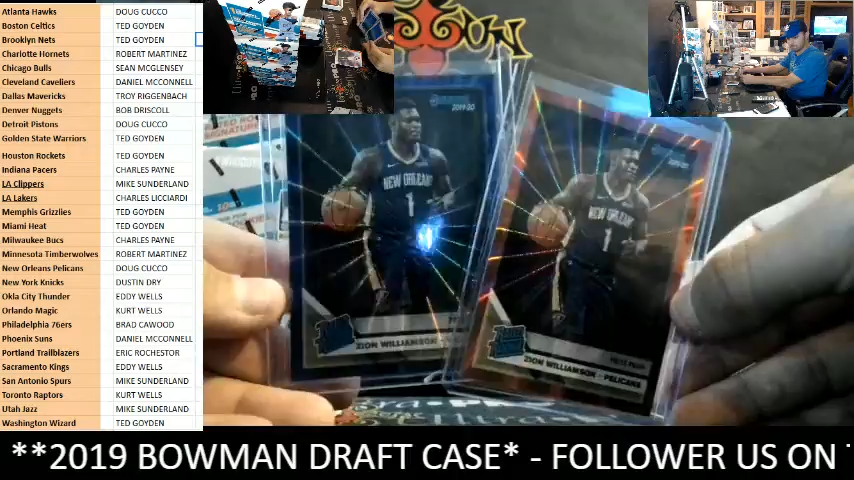 Atlanta Hawks DOUG CUCCO
Boston Celtics TED GOYDEN
Brooklyn Nets TED GOYDEN
Charlotte Hornets ROBERT MARTINEZ
Chicago Bulls SEAN MCGLENSEY
Cleveland Cavaliers DANIEL MCCONNELL
Dallas Mavericks TROY RIGGENBACH
Denver Nuggets BOB DRISCOLL
Detroit Pistons DOUG CUCCO
Golden State Warriors TED GOYDEN
Houston Rockets TED GOYDEN
Indiana Pacers CHARLES PAYNE
LA Clippers MIKE SUNDERLAND
LA Lakers CHARLES LICCIARDI
Memphis Grizzlies TED GOYDEN
Miami Heat TED GOYDEN
Milwaukee Bucs CHARLES PAYNE
Minnesota Timberwolves ROBERT MARTINEZ
New Orleans Pelicans DOUG CUCCO
New York Knicks DUSTIN DRY
Okla City Thunder EDDY WELLS
Orlando Magic KURT WELLS
Philadelphia 76ers BRAD CAWOOD
Phoenix Suns DANIEL MCCONNELL
Portland Trailblazers ERIC ROCHESTOR
Sacramento Kings EDDY WELLS
San Antonio Spurs MIKE SUNDERLAND
Toronto Raptors KURT WELLS
Utah Jazz MIKE SUNDERLAND
Washington Wizard TED GOYDEN
2019-20
NEW ORLEANS
1
ZION WILLIAMSON
NEW ORLEANS
1
ZION WILLIAMSON - PELICANS
**2019 BOWMAN DRAFT CASE* - FOLLOWER US ON